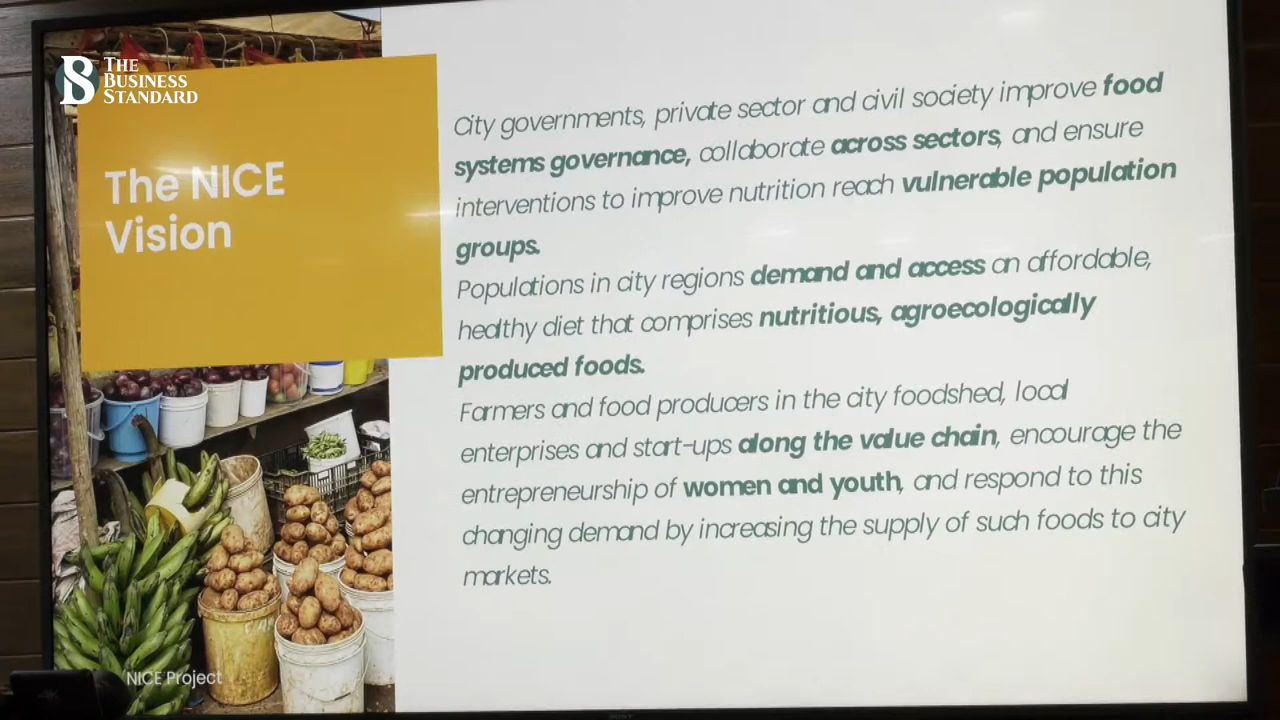 THE
BUSINESS
STANDARD
The NICE
Vision
City governments, private sector and civil society improve food
systems governance, collaborate across sectors, and ensure
interventions to improve nutrition reach vulnerable population
groups.
Populations in city regions demand and access an affordable,
healthy diet that comprises nutritious, agroecologically
produced foods.
Farmers and food producers in the city foodshed, local
enterprises and start-ups along the value chain, encourage the
entrepreneurship of women and youth, and respond to this
changing demand by increasing the supply of such foods to city
markets.
NICE Project
SONY